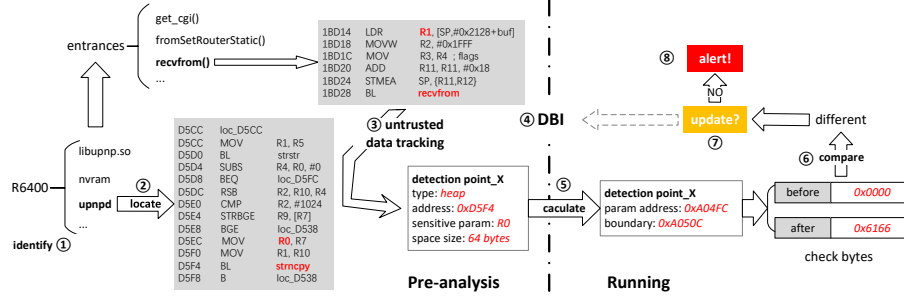 get_cgi()
fromSetRouterStatic()
entrances
recvfrom()
...
1BD14 LDR R1, [SP,#0x2128+buf]
1BD18 MOVW R2, #0x1FFF
1BD1C MOV R3, R4 ; flags
1BD20 ADD R11, R11, #0x18
1BD24 STMEA SP, {R11,R12}
1BD28 BL recvfrom
⑧ alert!
NO
③ untrusted
data tracking
④ DBI
update?
⑦
different
⑥ compare
R6400
libupnp.so
nvram
upnpd
...
identify ①
②
locate
D5CC loc_D5CC
D5CC MOV R1, R5
D5D0 BL strstr
D5D4 SUBS R4, R0, #0
D5D8 BEQ loc_D5FC
D5DC RSB R2, R10, R4
D5E0 CMP R2, #1024
D5E4 STRBGE R9, [R7]
D5E8 BGE loc_D538
D5EC MOV R0, R7
D5F0 MOV R1, R10
D5F4 BL strncpy
D5F8 B loc_D538
detection point_X
type: heap
address: 0xD5F4
sensitive param: R0
space size: 64 bytes
⑤
caculate
detection point_X
param address: 0xA04FC
boundary: 0xA050C
before 0x0000
after 0x6166
check bytes
Pre-analysis
Running